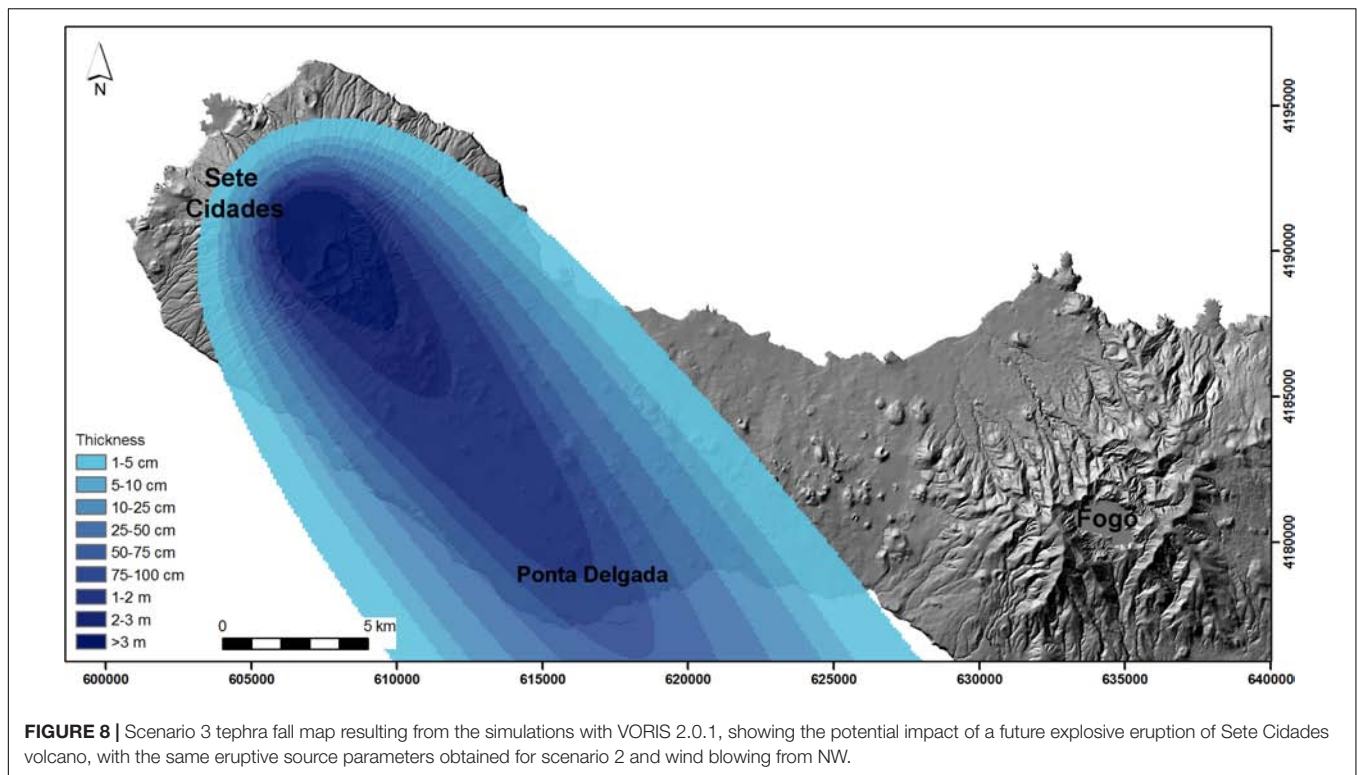 N
Sete
Cidades
Fogo
Ponta Delgada
Thickness
1-5 cm
5-10 cm
10-25 cm
25-50 cm
50-75 cm
75-100 cm
1-2 m
2-3 m
>3 m
0 5 km
4195000
4190000
4185000
4180000
600000 605000 610000 615000 620000 625000 630000 635000 640000
FIGURE 8 | Scenario 3 tephra fall map resulting from the simulations with VORIS 2.0.1, showing the potential impact of a future explosive eruption of Sete Cidades
volcano, with the same eruptive source parameters obtained for scenario 2 and wind blowing from NW.